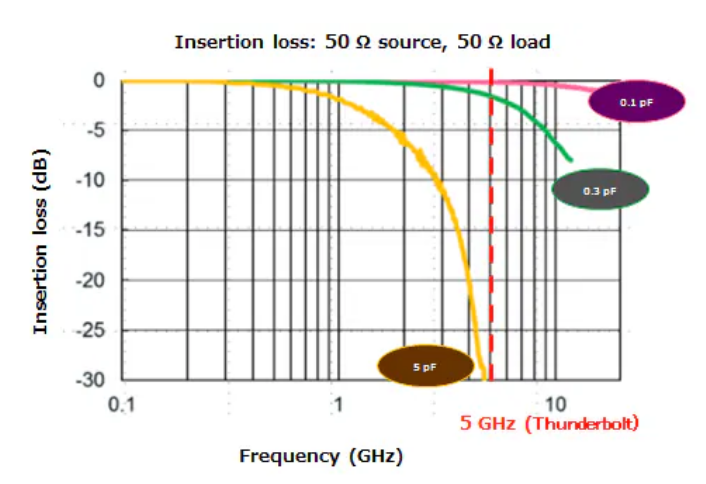 Insertion loss: 50 Ω source, 50 Ω load
Insertion loss (dB)
0
-5
-10
-15
-20
-25
-30
0.1 pF
0.3 pF
5 pF
0.1 1 10
5 GHz (Thunderbolt)
Frequency (GHz)